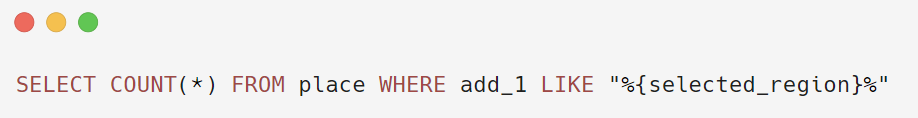 SELECT COUNT(*) FROM place WHERE add_1 LIKE "%{selected_region}%"